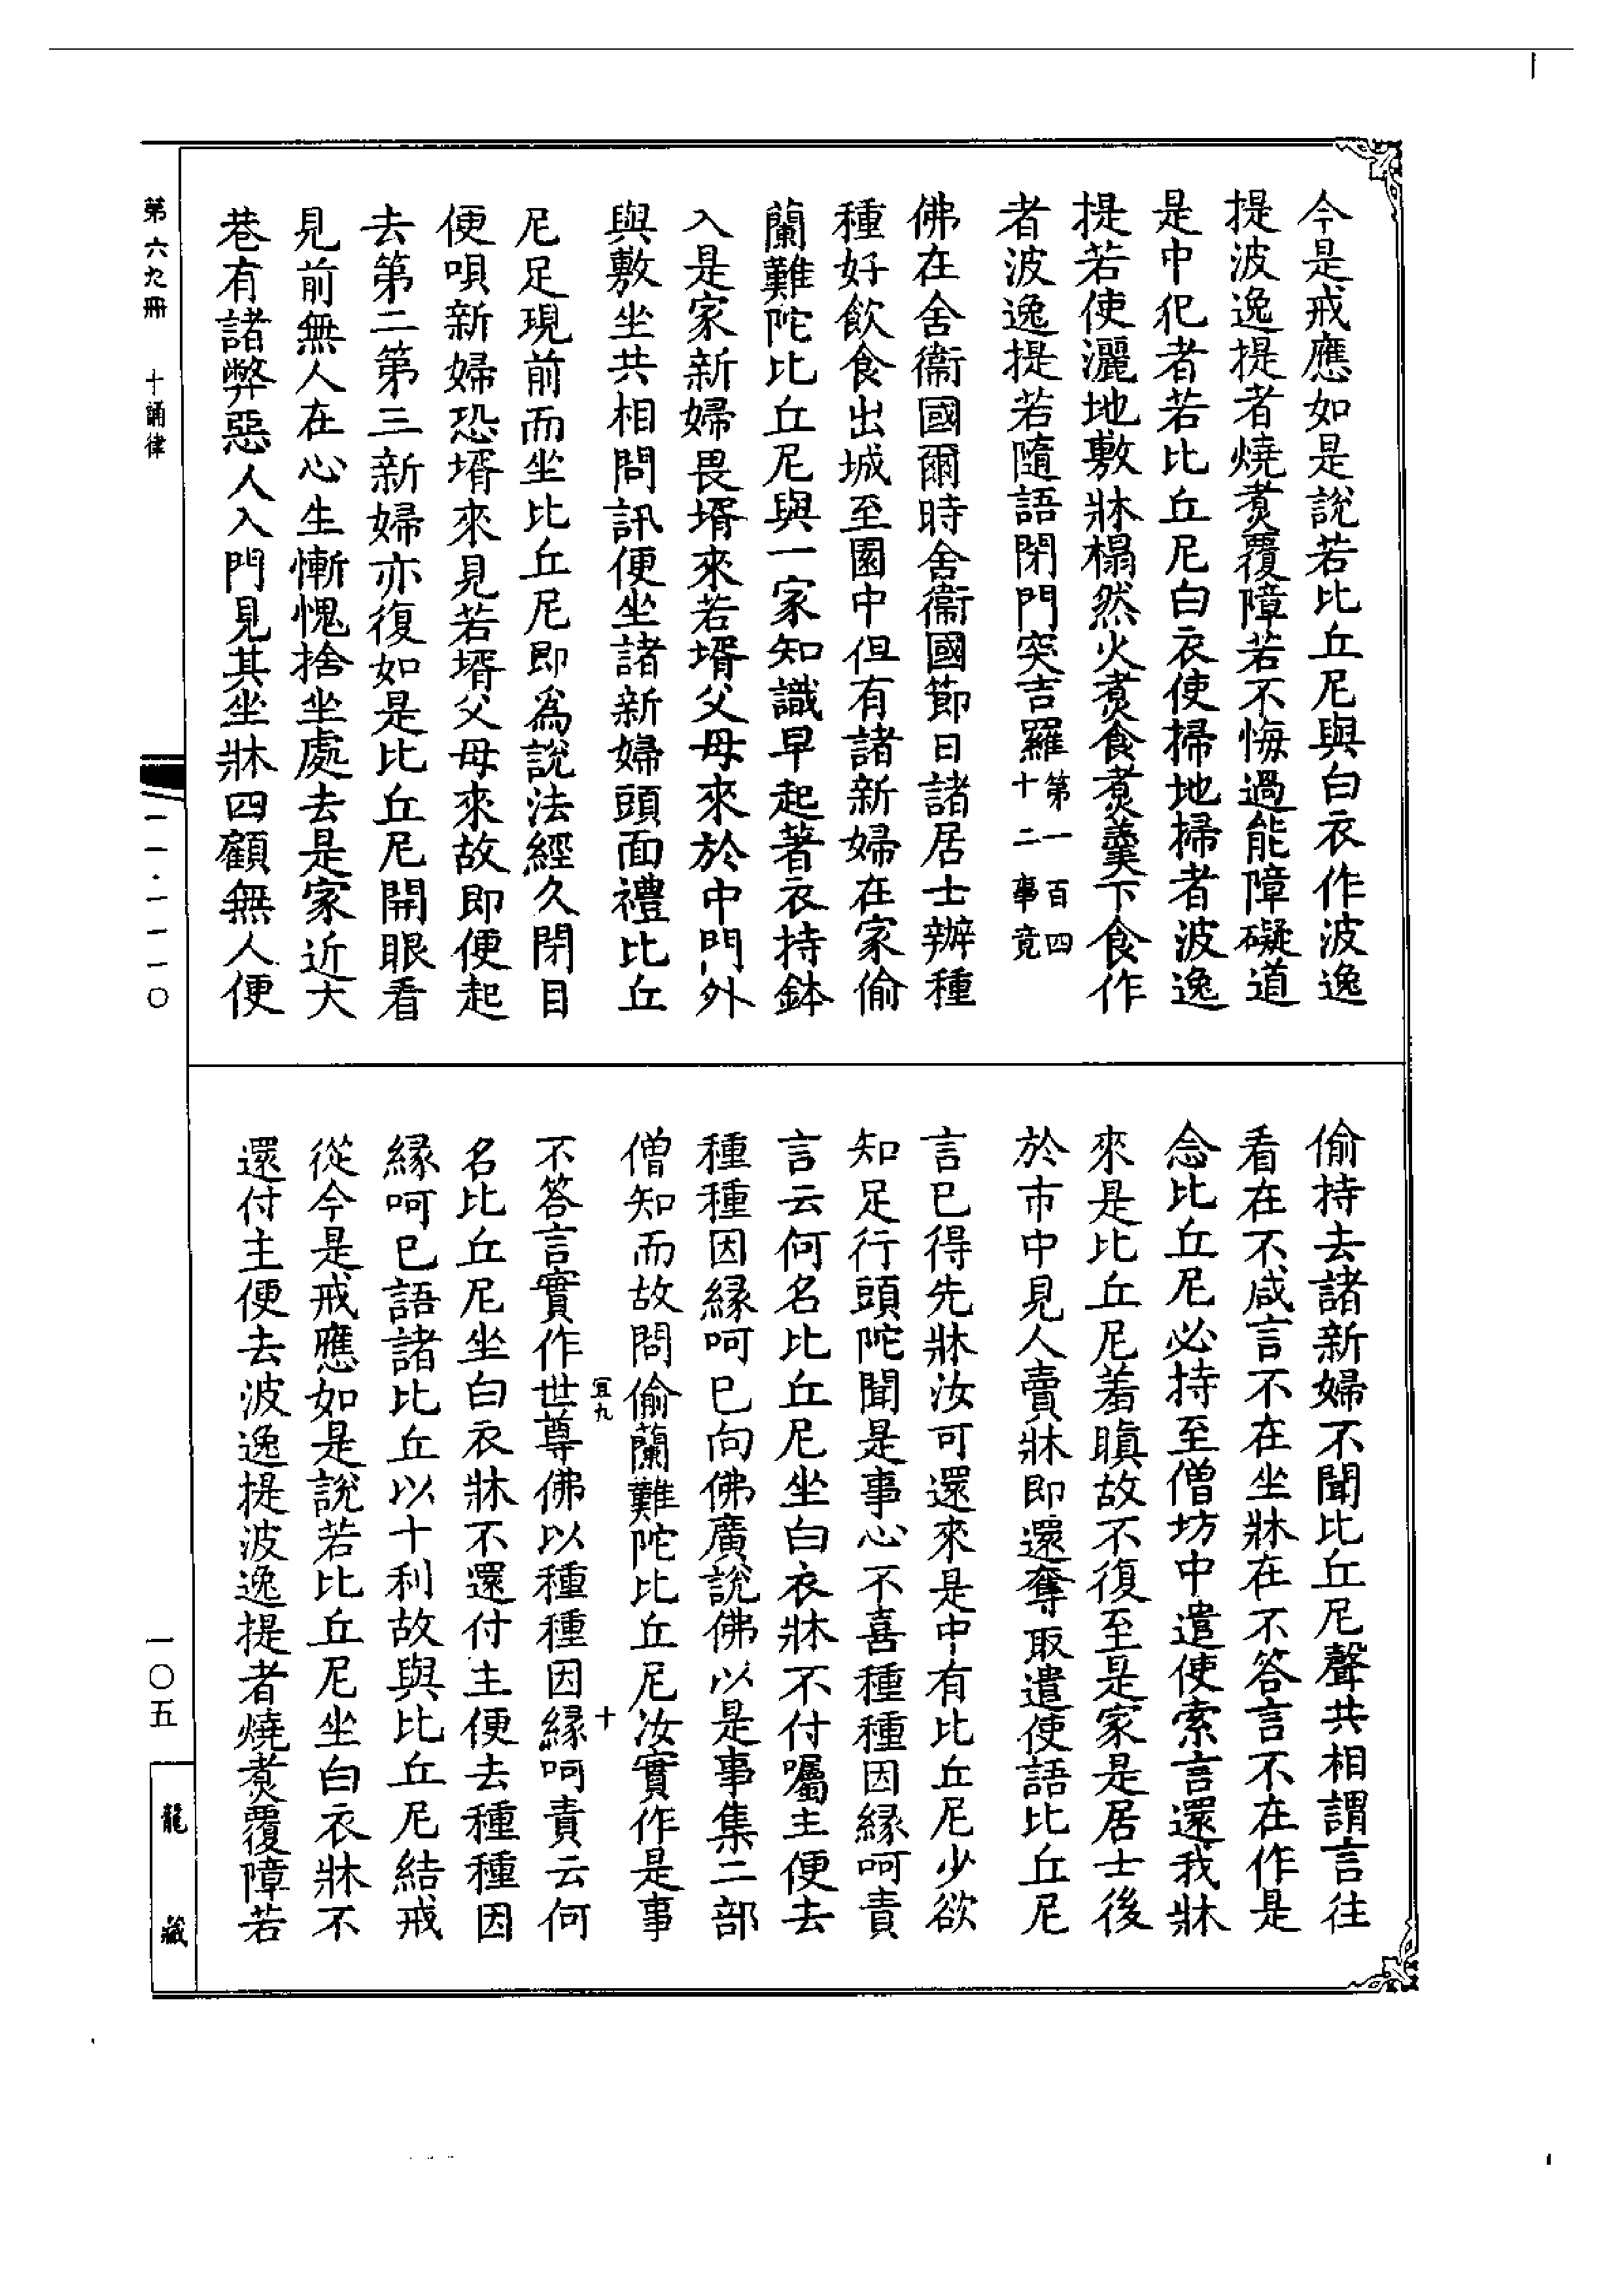 今是戒應如是說若比丘尼與白衣作波逸
提波逸提者燒煑覆障若不悔過能障礙道
是中犯者若比丘尼白衣使掃地掃者波逸
提若使灑地敷牀榻然火煑食煑羹下食作
者波逸提若隨語閉門突吉羅第一百四十二事竟
佛在舍衞國爾時舍衞國節日諸居士辦種
種好飲食出城至園中但有諸新婦在家偷
蘭難陀比丘尼與一家知識早起著衣持鉢
入是家新婦畏壻來若壻父母來於中門外
與敷坐共相問訊便坐諸新婦頭面禮比丘
尼足現前而坐比丘尼即爲說法經久閉目
便唄新婦恐壻來見若壻父母來故即便起
去第二第三新婦亦復如是比丘尼開眼看
見前無人在心生慚愧捨坐處去是家近大
巷有諸弊惡人入門見其坐牀四顧無人便
偷持去諸新婦不聞比丘尼聲共相謂言往
看在不咸言不在坐牀在不答言不在作是
念比丘尼必持至僧坊中遣使索言還我牀
來是比丘尼羞瞋故不復至是家是居士後
於市中見人賣牀即還奪取遣使語比丘尼
言已得先牀汝可還來是中有比丘尼少欲
知足行頭陀聞是事心不喜種種因緣呵責
言云何名比丘尼坐白衣牀不付囑主便去
種種因緣呵已向佛廣說佛以是事集二部
僧知而故問偷蘭難陀比丘尼汝實作是事
不答言實作世尊佛以種種因緣呵責云何
名比丘尼坐白衣牀不還付主便去種種因
緣呵已語諸比丘以十利故與比丘尼結戒
從今是戒應如是說若比丘尼坐白衣牀不
還付主便去波逸提波逸提者燒煑覆障若
冝九
十
第六九冊 十誦律
一一·一一一〇
一〇五
龍藏